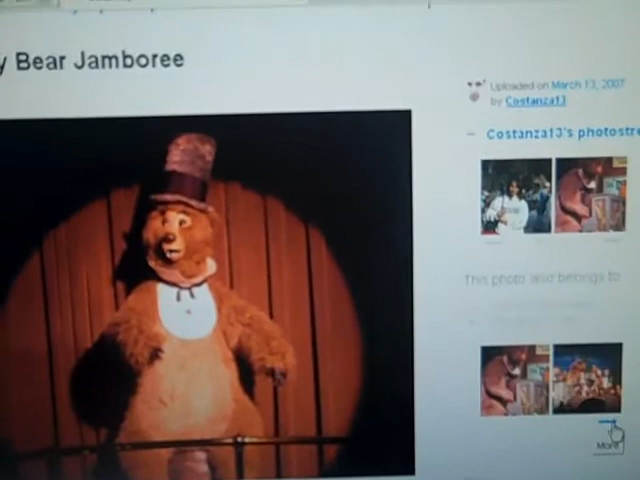 y Bear Jamboree
Uploaded on March 13, 2007
by Costanza13
Costanza13's photostre
This photo also belongs to
More